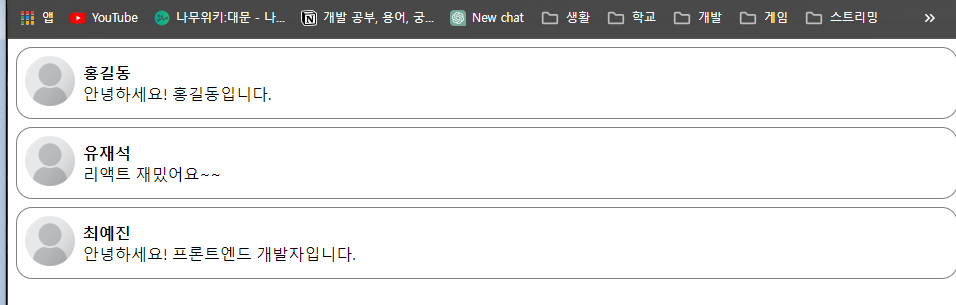 앱 YouTube 나무위키:대문 - 나... 개발 공부, 용어, 궁... New chat 생활 학교 개발 게임 스트리밍 »
홍길동
안녕하세요! 홍길동입니다.
유재석
리액트 재밌어요~~
최예진
안녕하세요! 프론트엔드 개발자입니다.